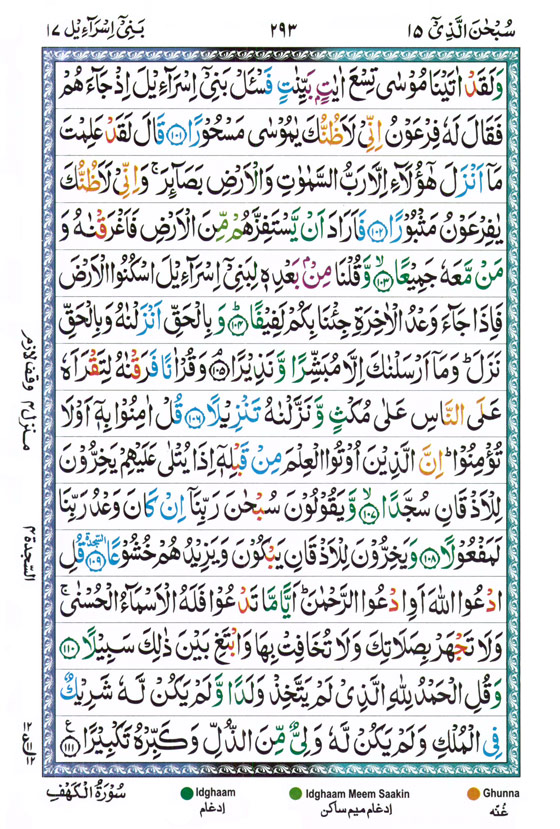 سُبْحٰنَ الَّذِیْۤ ۱۵
۲۹۳
بَنِیْۤ اِسْرَآءِیْل ۱۷
وَلَقَدْ اٰتَیْنَا مُوْسٰی تِسْعَ اٰیٰتٍۭ بَیِّنٰتٍ فَسْـَٔلْ بَنِیْۤ اِسْرَآءِیْلَ اِذْ جَآءَهُمْ
فَقَالَ لَهٗ فِرْعَوْنُ اِنِّیْ لَاَظُنُّكَ یٰمُوْسٰی مَسْحُوْرًا ۱۰۱ قَالَ لَقَدْ عَلِمْتَ
مَاۤ اَنْزَلَ هٰۤؤُلَآءِ اِلَّا رَبُّ السَّمٰوٰتِ وَالْاَرْضِ بَصَآئِرَ ۚ وَاِنِّیْ لَاَظُنُّكَ
یٰفِرْعَوْنُ مَثْبُوْرًا ۱۰۲ فَاَرَادَ اَنْ یَّسْتَفِزَّهُمْ مِّنَ الْاَرْضِ فَاَغْرَقْنٰهُ وَ
مَنْ مَّعَهٗ جَمِیْعًا ۙ ۱۰۳ وَّقُلْنَا مِنْۢ بَعْدِهٖ لِبَنِیْۤ اِسْرَآءِیْلَ اسْكُنُوا الْاَرْضَ
فَاِذَا جَآءَ وَعْدُ الْاٰخِرَةِ جِئْنَا بِكُمْ لَفِیْفًا ؕ ۱۰۴ وَبِالْحَقِّ اَنْزَلْنٰهُ وَبِالْحَقِّ
نَزَلَ ؕ وَمَاۤ اَرْسَلْنٰكَ اِلَّا مُبَشِّرًا وَّنَذِیْرًا ۘ ۱۰۵ وَقُرْاٰنًا فَرَقْنٰهُ لِتَقْرَاَهٗ
عَلَی النَّاسِ عَلٰی مُكْثٍ وَّنَزَّلْنٰهُ تَنْزِیْلًا ۱۰۶ قُلْ اٰمِنُوْا بِهٖۤ اَوْ لَا
تُؤْمِنُوْا ؕ اِنَّ الَّذِیْنَ اُوْتُوا الْعِلْمَ مِنْ قَبْلِهٖۤ اِذَا یُتْلٰی عَلَیْهِمْ یَخِرُّوْنَ
لِلْاَذْقَانِ سُجَّدًا ۙ ۱۰۷ وَّیَقُوْلُوْنَ سُبْحٰنَ رَبِّنَاۤ اِنْ كَانَ وَعْدُ رَبِّنَا
لَمَفْعُوْلًا ۱۰۸ وَیَخِرُّوْنَ لِلْاَذْقَانِ یَبْكُوْنَ وَیَزِیْدُهُمْ خُشُوْعًا السجدة ۱۰۹ قُلِ
ادْعُوا اللّٰهَ اَوِ ادْعُوا الرَّحْمٰنَ ؕ اَیًّا مَّا تَدْعُوْا فَلَهُ الْاَسْمَآءُ الْحُسْنٰی ۚ
وَلَا تَجْهَرْ بِصَلَاتِكَ وَلَا تُخَافِتْ بِهَا وَابْتَغِ بَیْنَ ذٰلِكَ سَبِیْلًا ۱۱۰
وَقُلِ الْحَمْدُ لِلّٰهِ الَّذِیْ لَمْ یَتَّخِذْ وَلَدًا وَّلَمْ یَكُنْ لَّهٗ شَرِیْكٌ
فِی الْمُلْكِ وَلَمْ یَكُنْ لَّهٗ وَلِیٌّ مِّنَ الذُّلِّ وَكَبِّرْهُ تَكْبِیْرًا ۱۱۱ ع
وقف لازم
منزل ۴
السجدة ۴
سُوْرَةُ الْكَهْفِ
Idghaam
ادغام
Idghaam Meem Saakin
ادغام میم ساکن
Ghunna
غُنّه